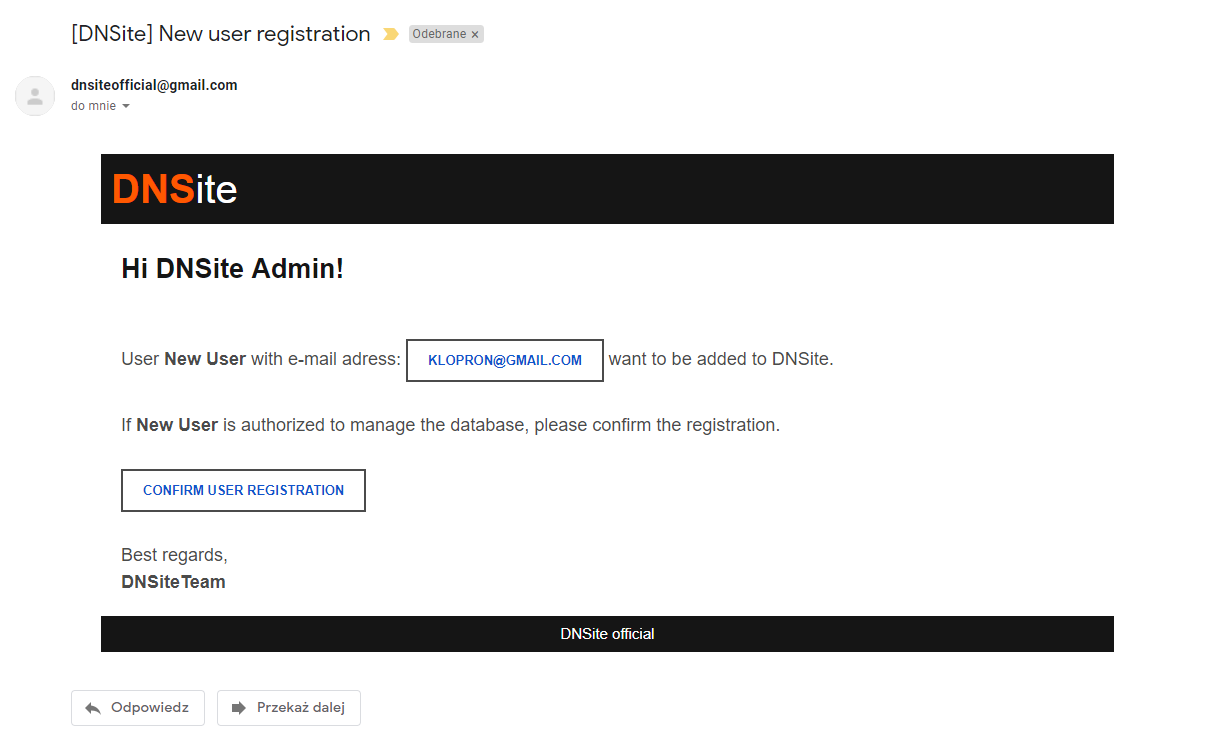 [DNSite] New user registration Odebrane ×
dnsiteofficial@gmail.com
do mnie
DNSite
Hi DNSite Admin!
User New User with e-mail adress: KLOPRON@GMAIL.COM want to be added to DNSite.
If New User is authorized to manage the database, please confirm the registration.
CONFIRM USER REGISTRATION
Best regards,
DNSiteTeam
DNSite official
Odpowiedz Przekaż dalej